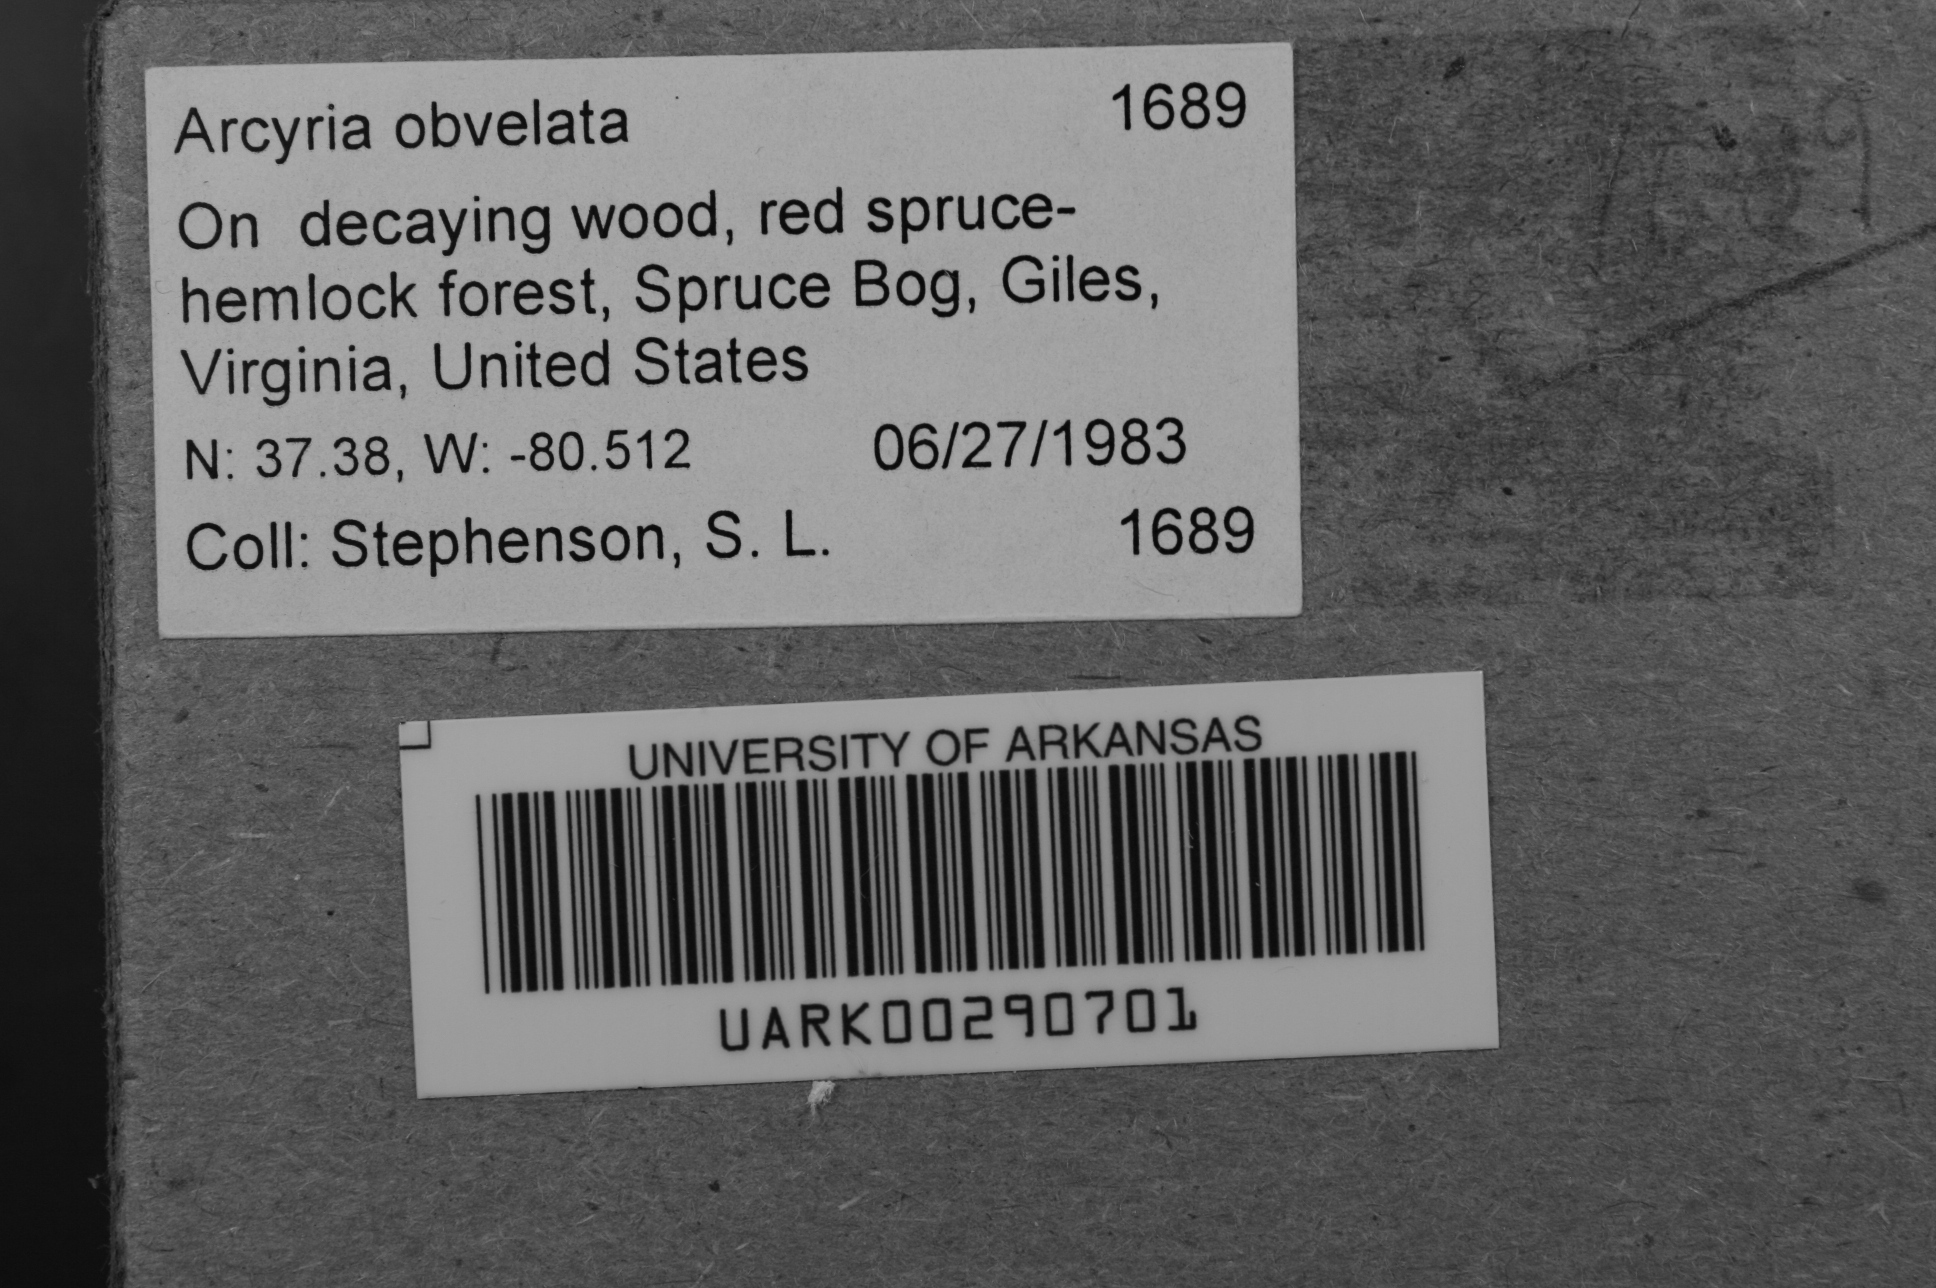 Arcyria obvelata 1689
On decaying wood, red spruce-
hemlock forest, Spruce Bog, Giles,
Virginia, United States
N: 37.38, W: -80.512 06/27/1983
Coll: Stephenson, S. L. 1689
UNIVERSITY OF ARKANSAS
UARK00290701